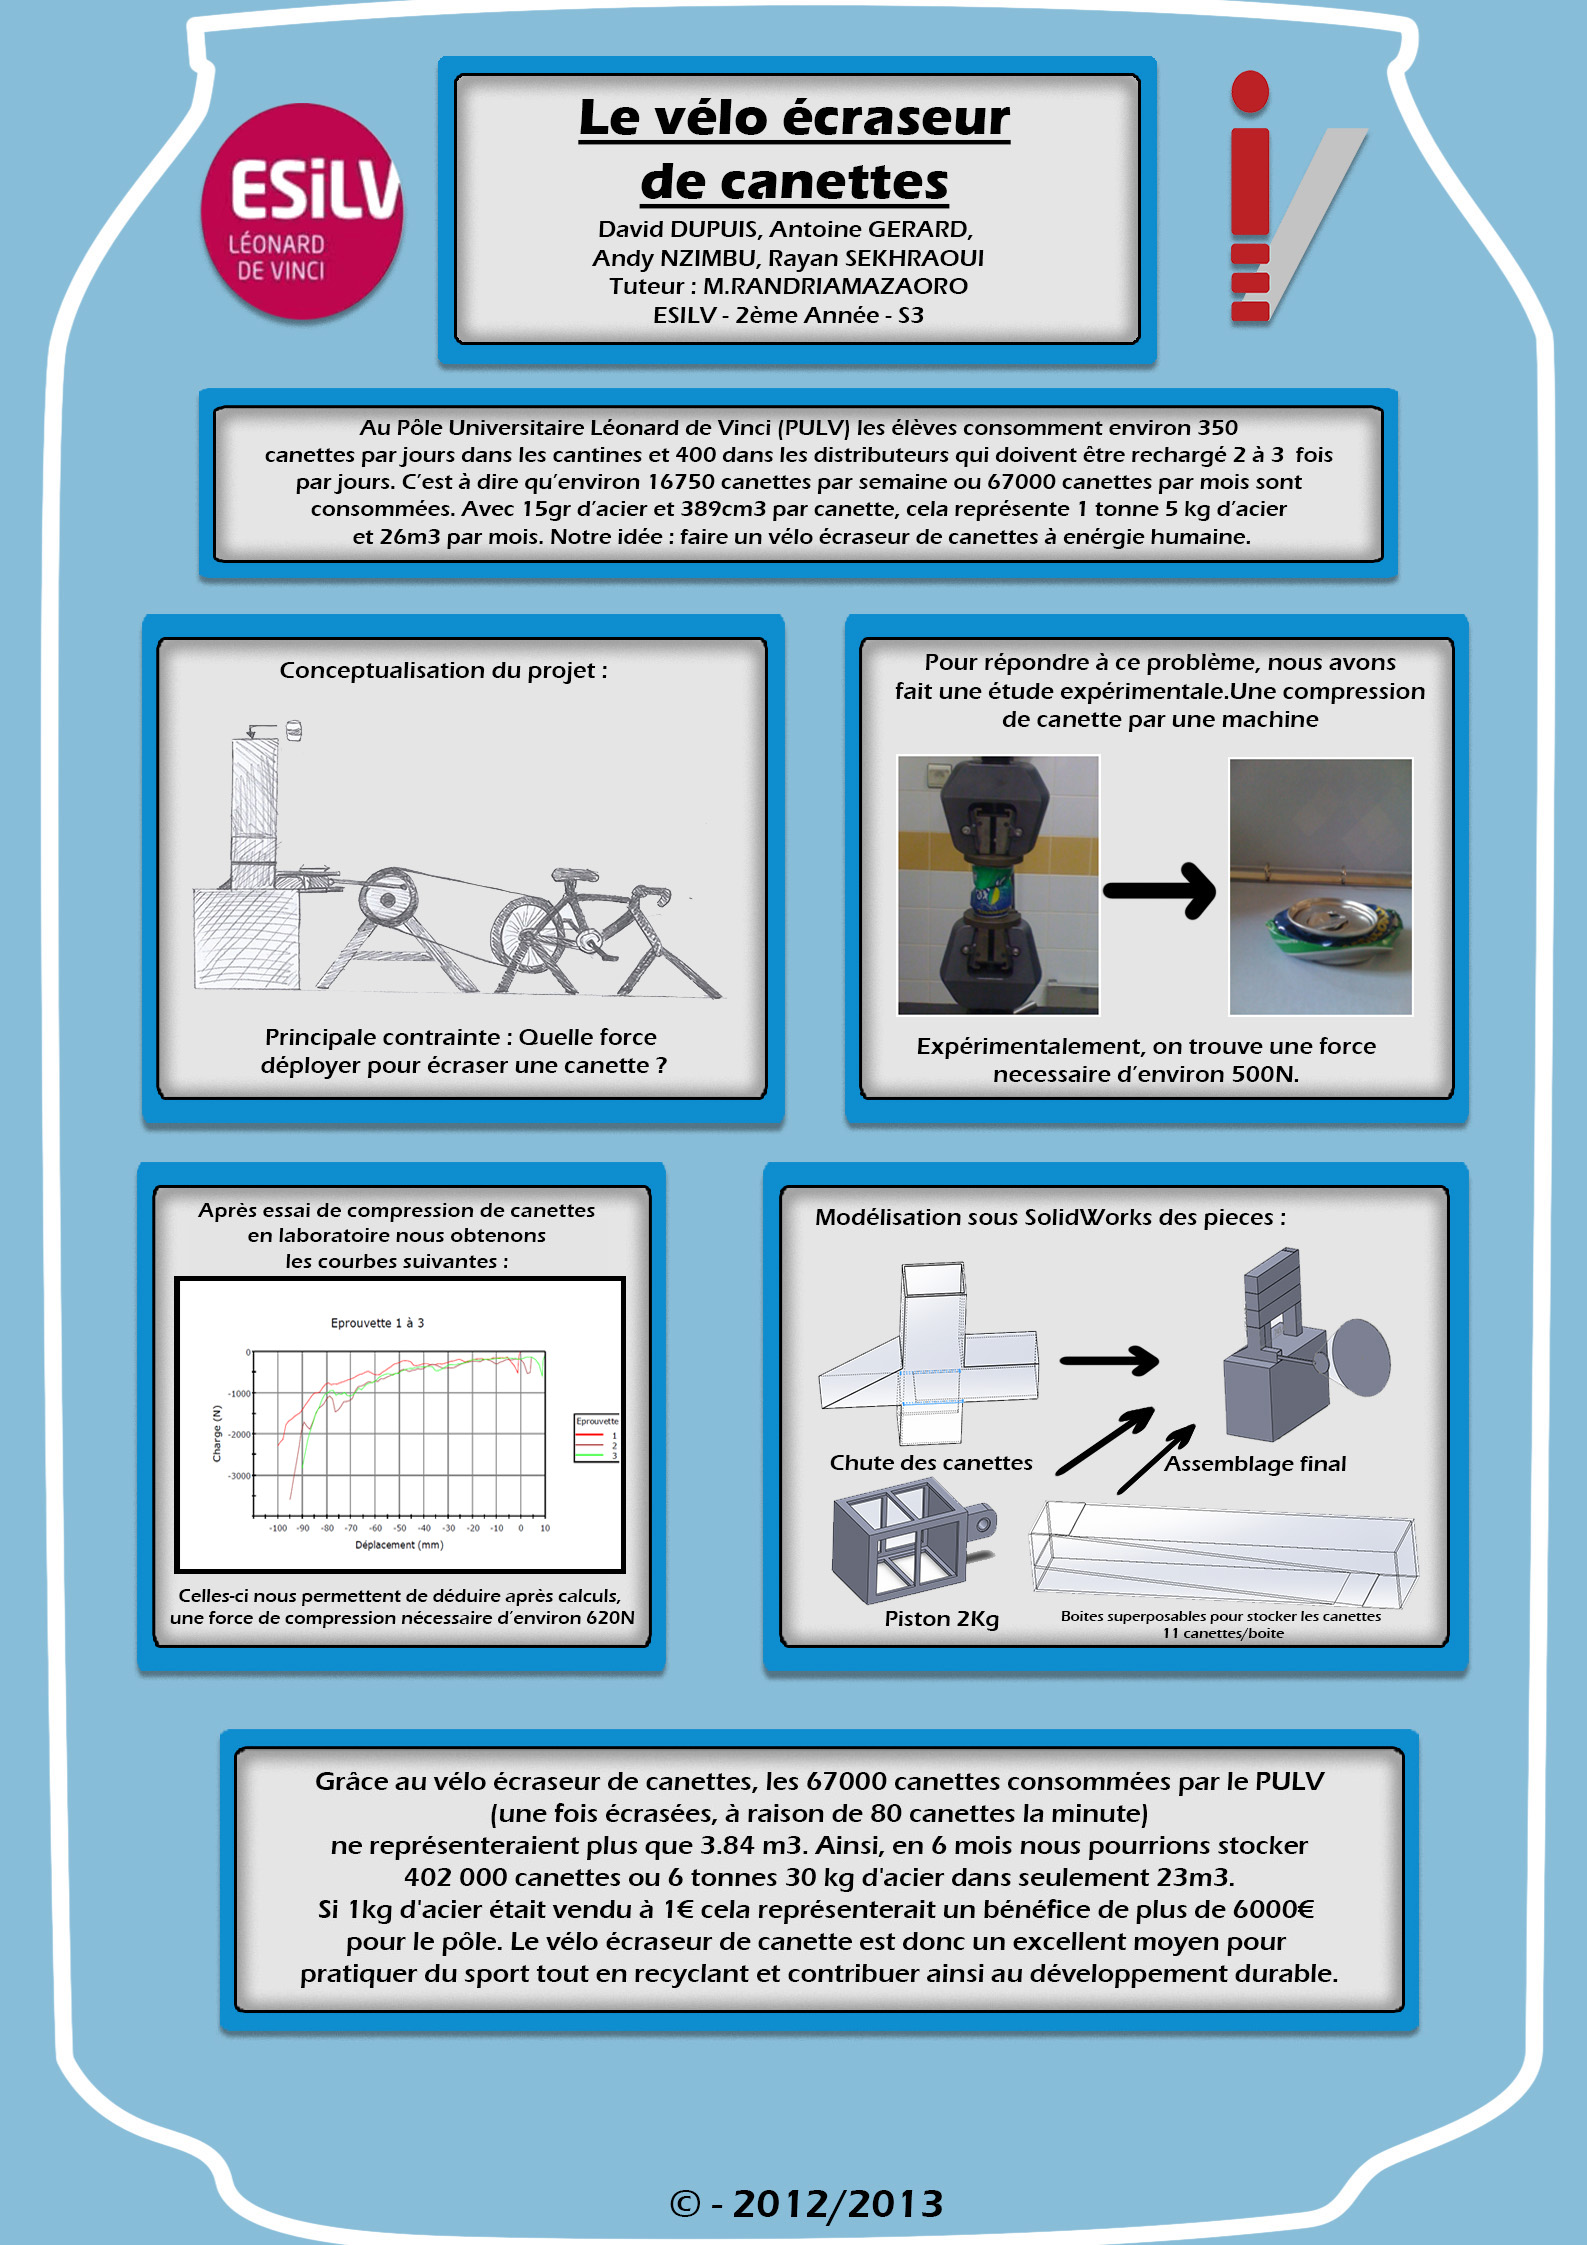 ESiLV
LÉONARD
DE VINCI
Le vélo écraseur
de canettes
David DUPUIS, Antoine GERARD,
Andy NZIMBU, Rayan SEKHRAOUI
Tuteur : M.RANDRIAMAZAORO
ESILV - 2ème Année - S3
Au Pôle Universitaire Léonard de Vinci (PULV) les élèves consomment environ 350
canettes par jours dans les cantines et 400 dans les distributeurs qui doivent être rechargé 2 à 3 fois
par jours. C'est à dire qu'environ 16750 canettes par semaine ou 67000 canettes par mois sont
consommées. Avec 15gr d'acier et 389cm3 par canette, cela représente 1 tonne 5 kg d'acier
et 26m3 par mois. Notre idée : faire un vélo écraseur de canettes à enérgie humaine.
Conceptualisation du projet :
Principale contrainte : Quelle force
déployer pour écraser une canette ?
Pour répondre à ce problème, nous avons
fait une étude expérimentale.Une compression
de canette par une machine
Expérimentalement, on trouve une force
necessaire d'environ 500N.
Après essai de compression de canettes
en laboratoire nous obtenons
les courbes suivantes :
Eprouvette 1 à 3
Charge (N)
0
-1000
-2000
-3000
-100 -90 -80 -70 -60 -50 -40 -30 -20 -10 0 10
Déplacement (mm)
Eprouvette
1
2
3
Celles-ci nous permettent de déduire après calculs,
une force de compression nécessaire d'environ 620N
Modélisation sous SolidWorks des pieces :
Chute des canettes
Assemblage final
Piston 2Kg
Boites superposables pour stocker les canettes
11 canettes/boite
Grâce au vélo écraseur de canettes, les 67000 canettes consommées par le PULV
(une fois écrasées, à raison de 80 canettes la minute)
ne représenteraient plus que 3.84 m3. Ainsi, en 6 mois nous pourrions stocker
402 000 canettes ou 6 tonnes 30 kg d'acier dans seulement 23m3.
Si 1kg d'acier était vendu à 1€ cela représenterait un bénéfice de plus de 6000€
pour le pôle. Le vélo écraseur de canette est donc un excellent moyen pour
pratiquer du sport tout en recyclant et contribuer ainsi au développement durable.
© - 2012/2013